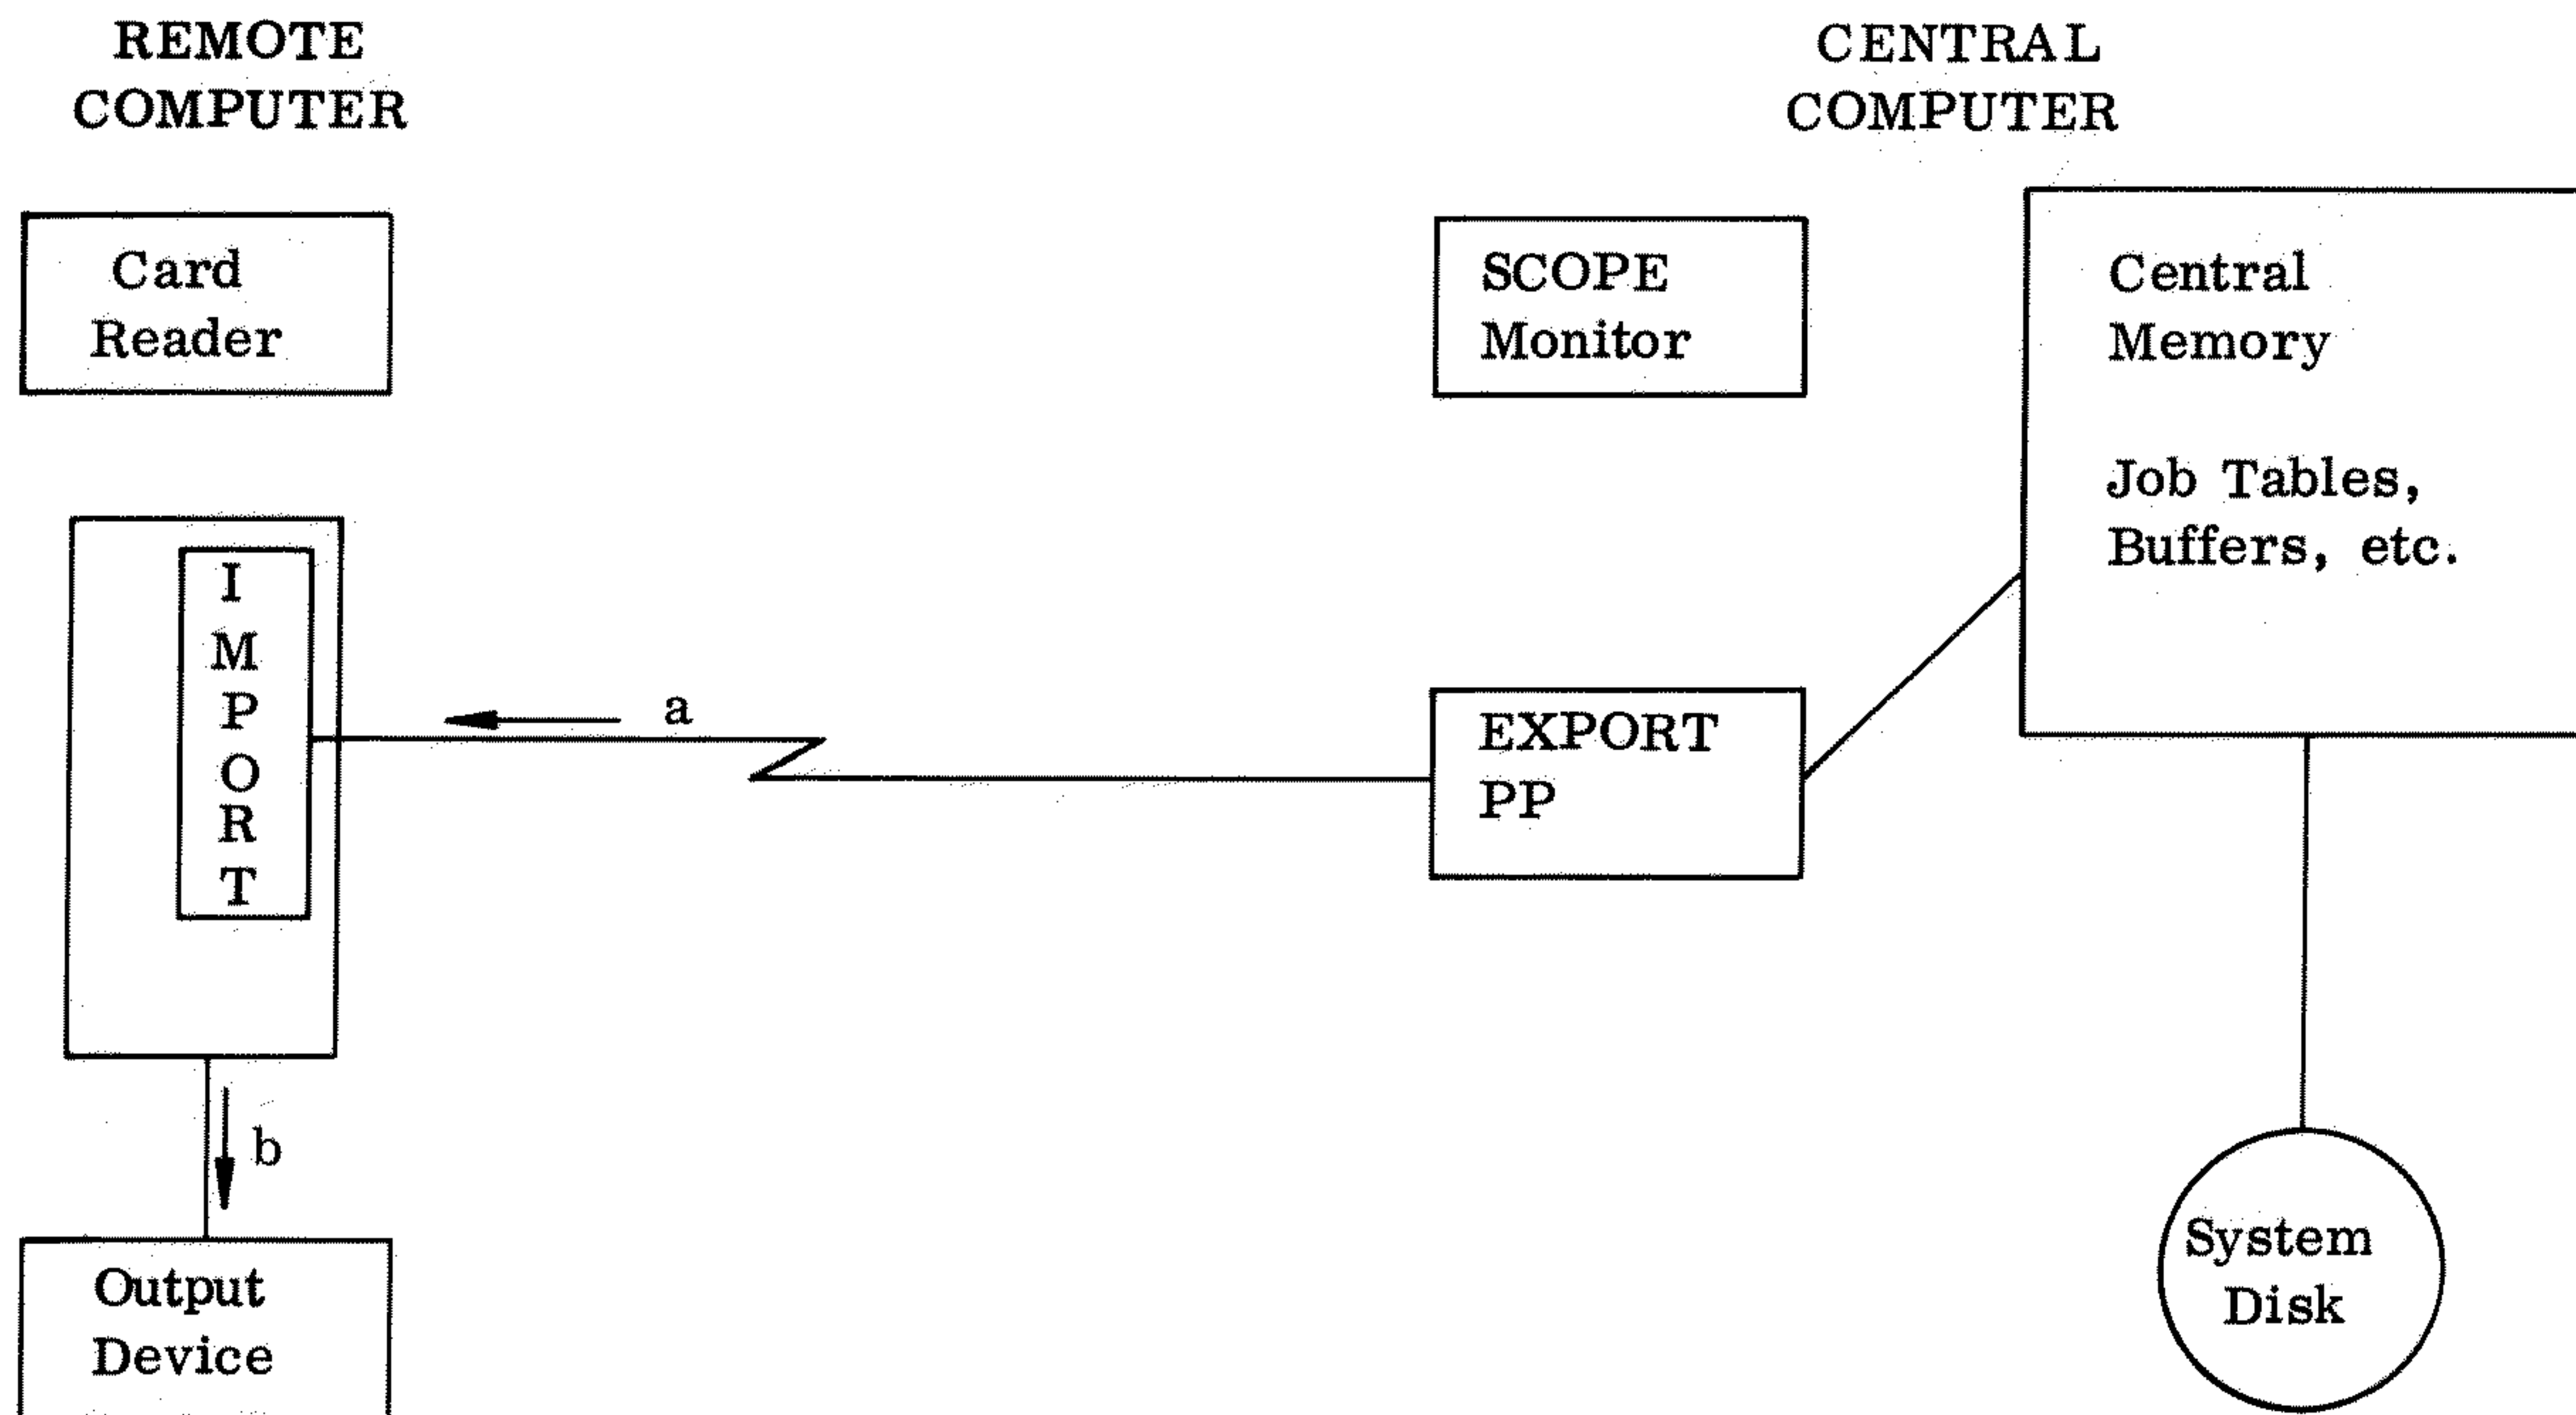 REMOTE
COMPUTER
CENTRAL
COMPUTER
Card
Reader
SCOPE
Monitor
Central
Memory
Job Tables,
Buffers, etc.
I
M
P
O
R
T
a
EXPORT
PP
b
Output
Device
System
Disk